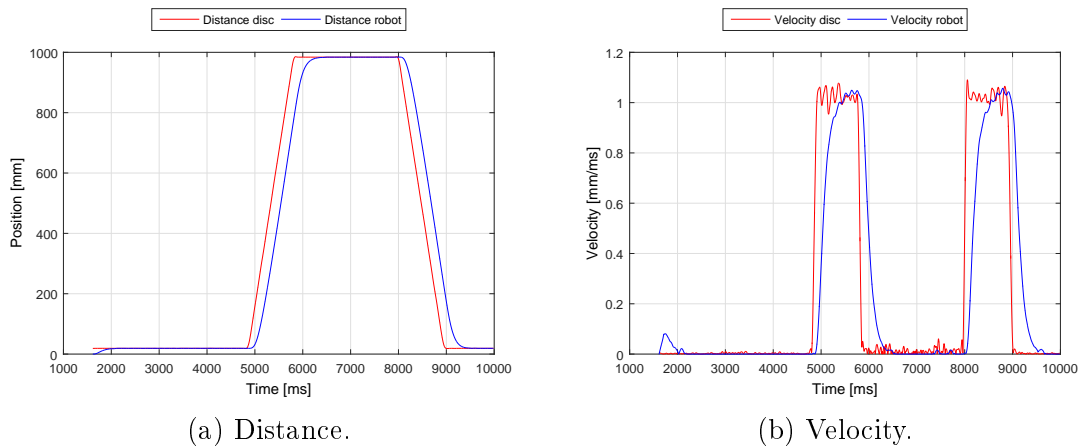 Distance disc Distance robot
1000
800
600
400
200
0
Position [mm]
1000 2000 3000 4000 5000 6000 7000 8000 9000 10000
Time [ms]
(a) Distance.
Velocity disc Velocity robot
1.2
1
0.8
0.6
0.4
0.2
0
Velocity [mm/ms]
1000 2000 3000 4000 5000 6000 7000 8000 9000 10000
Time [ms]
(b) Velocity.